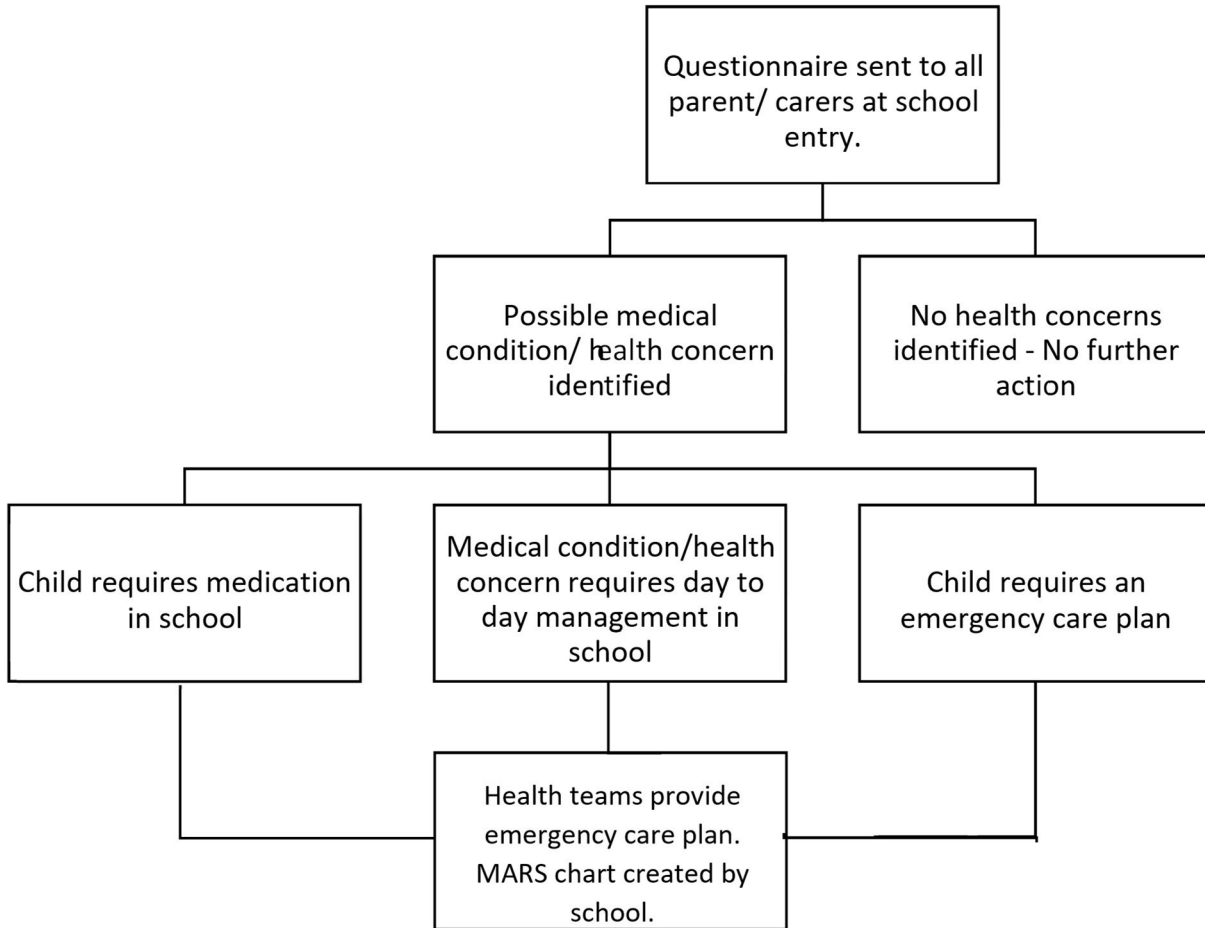 Questionnaire sent to all
parent/ carers at school
entry.
Possible medical
condition/ health concern
identified
No health concerns
identified - No further
action
Child requires medication
in school
Medical condition/health
concern requires day to
day management in
school
Child requires an
emergency care plan
Health teams provide
emergency care plan.
MARS chart created by
school.